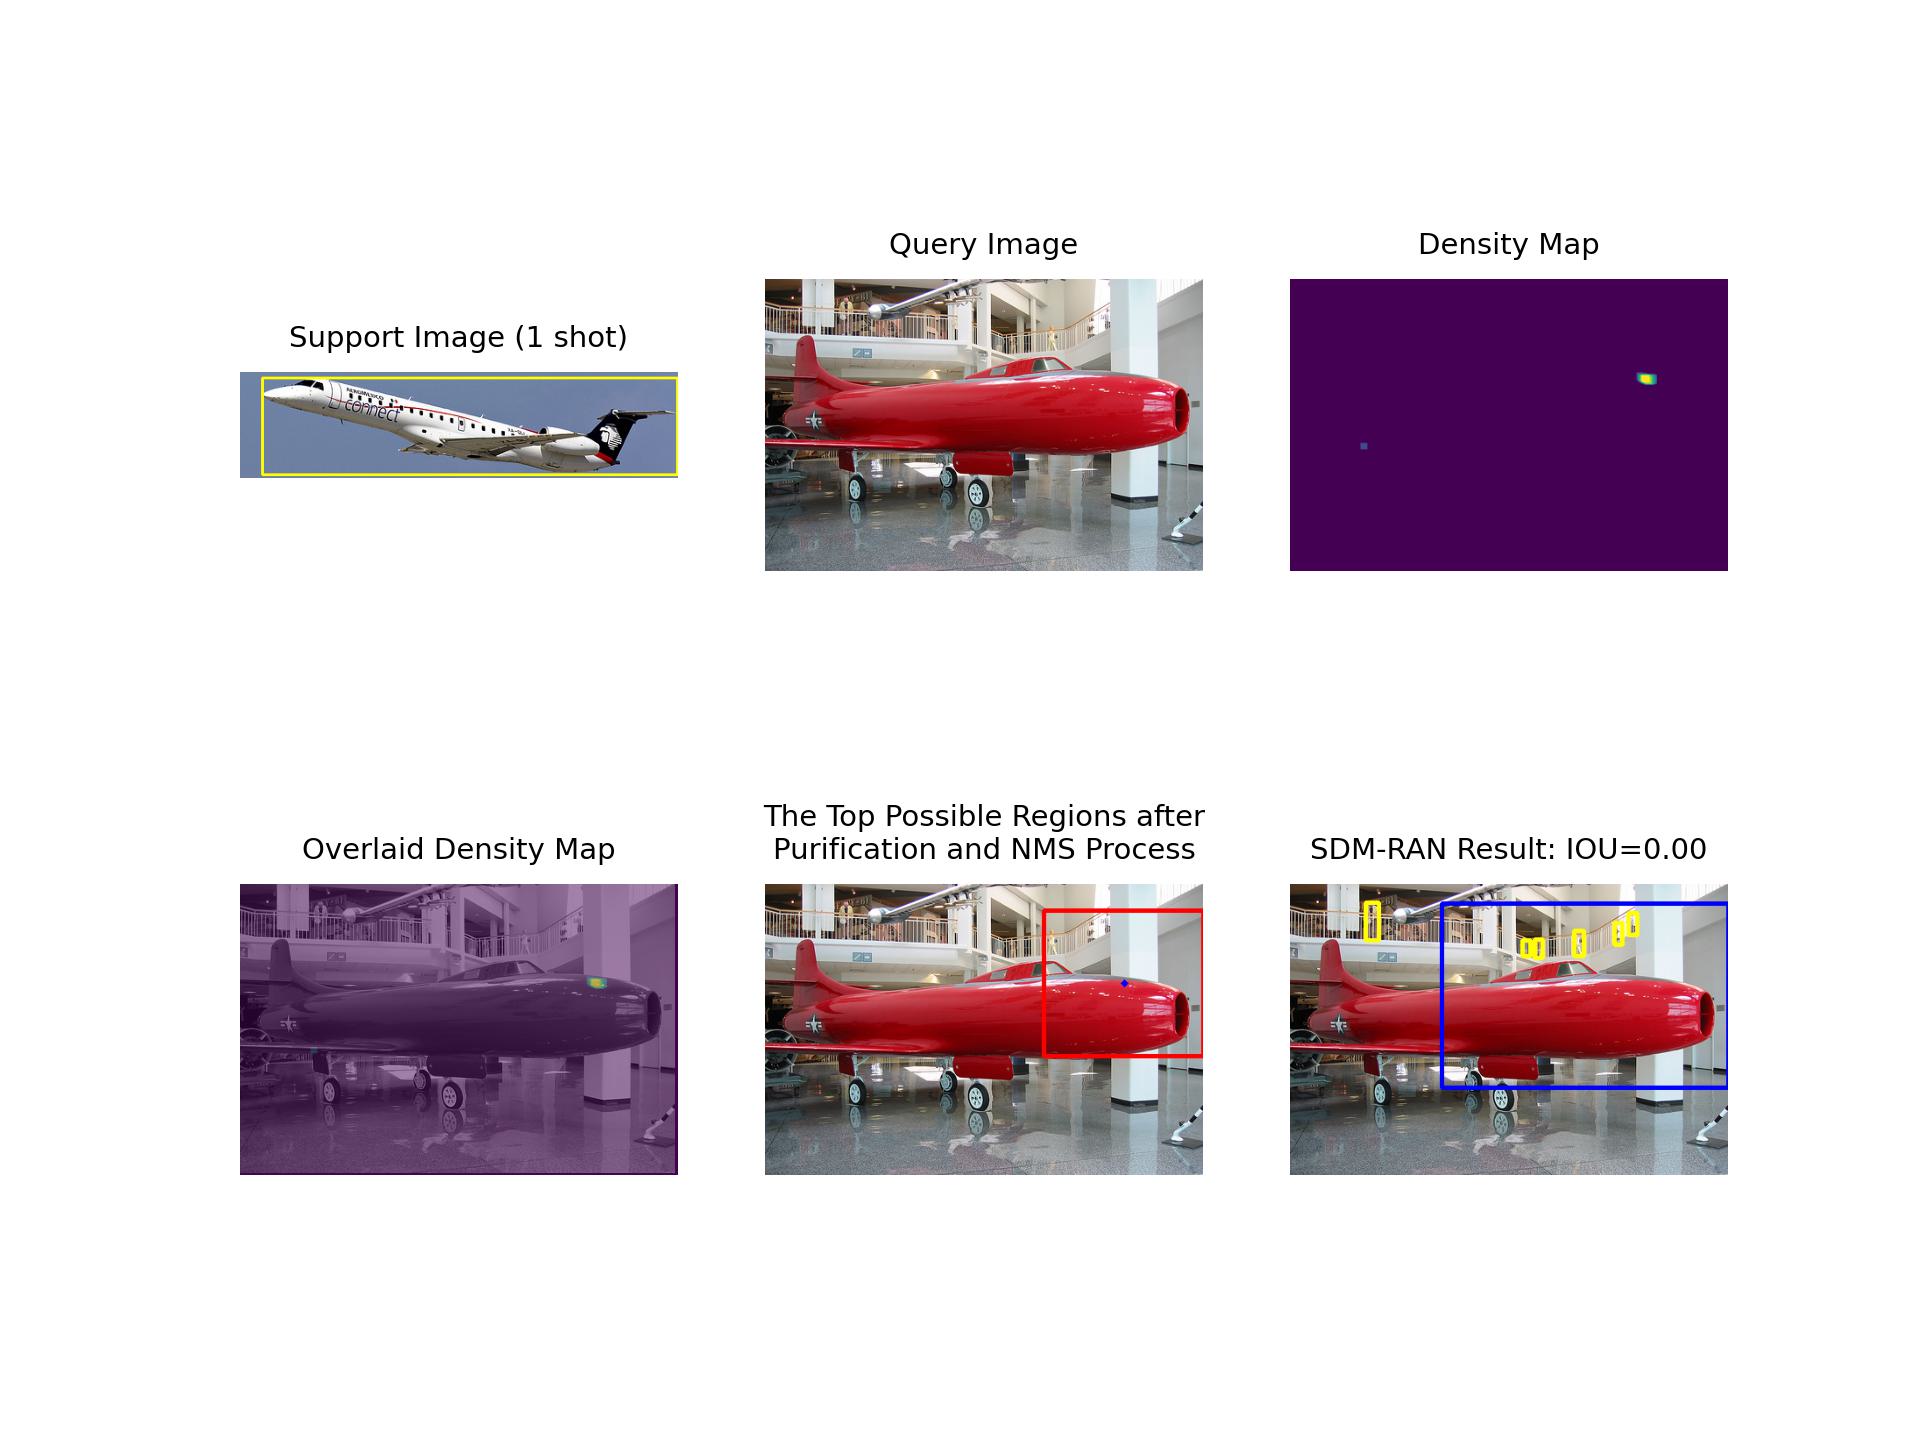 Query Image
Density Map
Support Image (1 shot)
AEROMEXICO
connect
The Top Possible Regions after
Purification and NMS Process
Overlaid Density Map
SDM-RAN Result: IOU=0.00